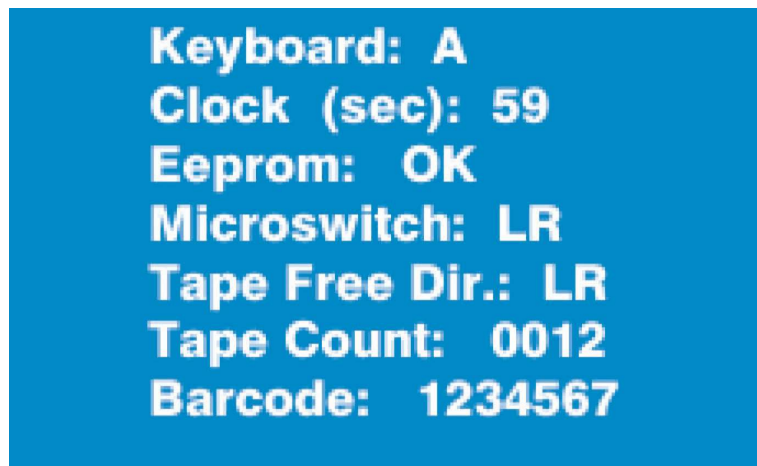 Keyboard: A
Clock (sec): 59
Eeprom: OK
Microswitch: LR
Tape Free Dir.: LR
Tape Count: 0012
Barcode: 1234567